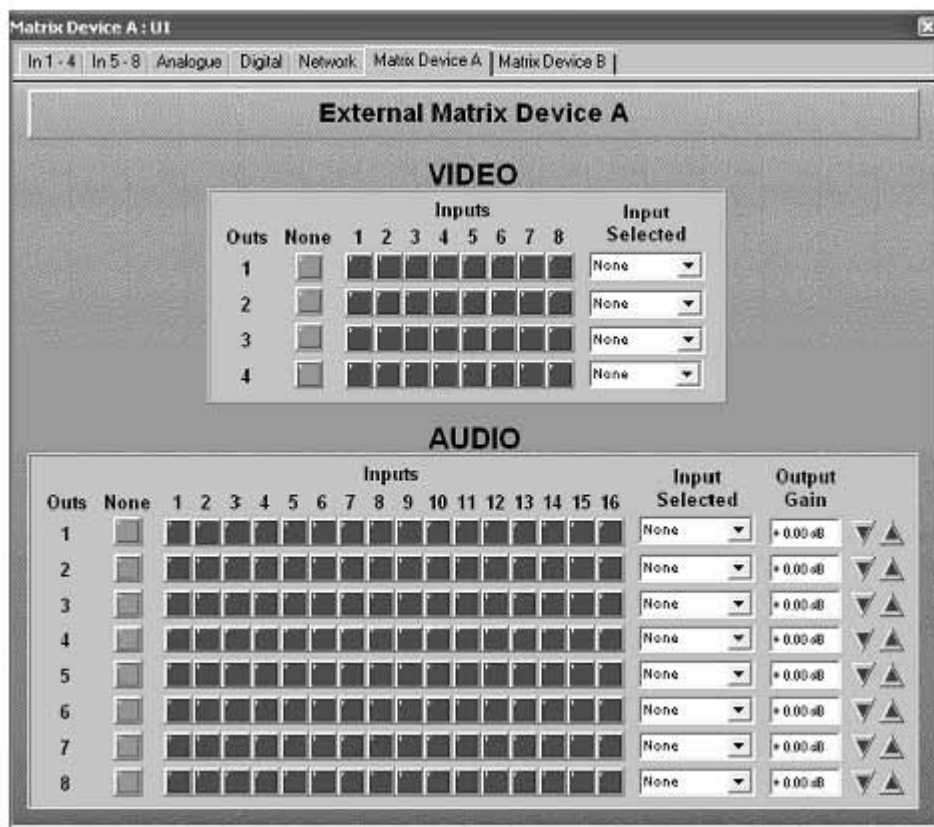 Matrix Device A : U1
In 1 - 4 In 5 - 8 Analogue Digital Network Matrix Device A Matrix Device B
External Matrix Device A
VIDEO
Inputs Input
Outs None 1 2 3 4 5 6 7 8 Selected
1 None
2 None
3 None
4 None
AUDIO
Inputs Input Output
Outs None 1 2 3 4 5 6 7 8 9 10 11 12 13 14 15 16 Selected Gain
1 None + 0.00 dB
2 None + 0.00 dB
3 None + 0.00 dB
4 None + 0.00 dB
5 None + 0.00 dB
6 None + 0.00 dB
7 None + 0.00 dB
8 None + 0.00 dB